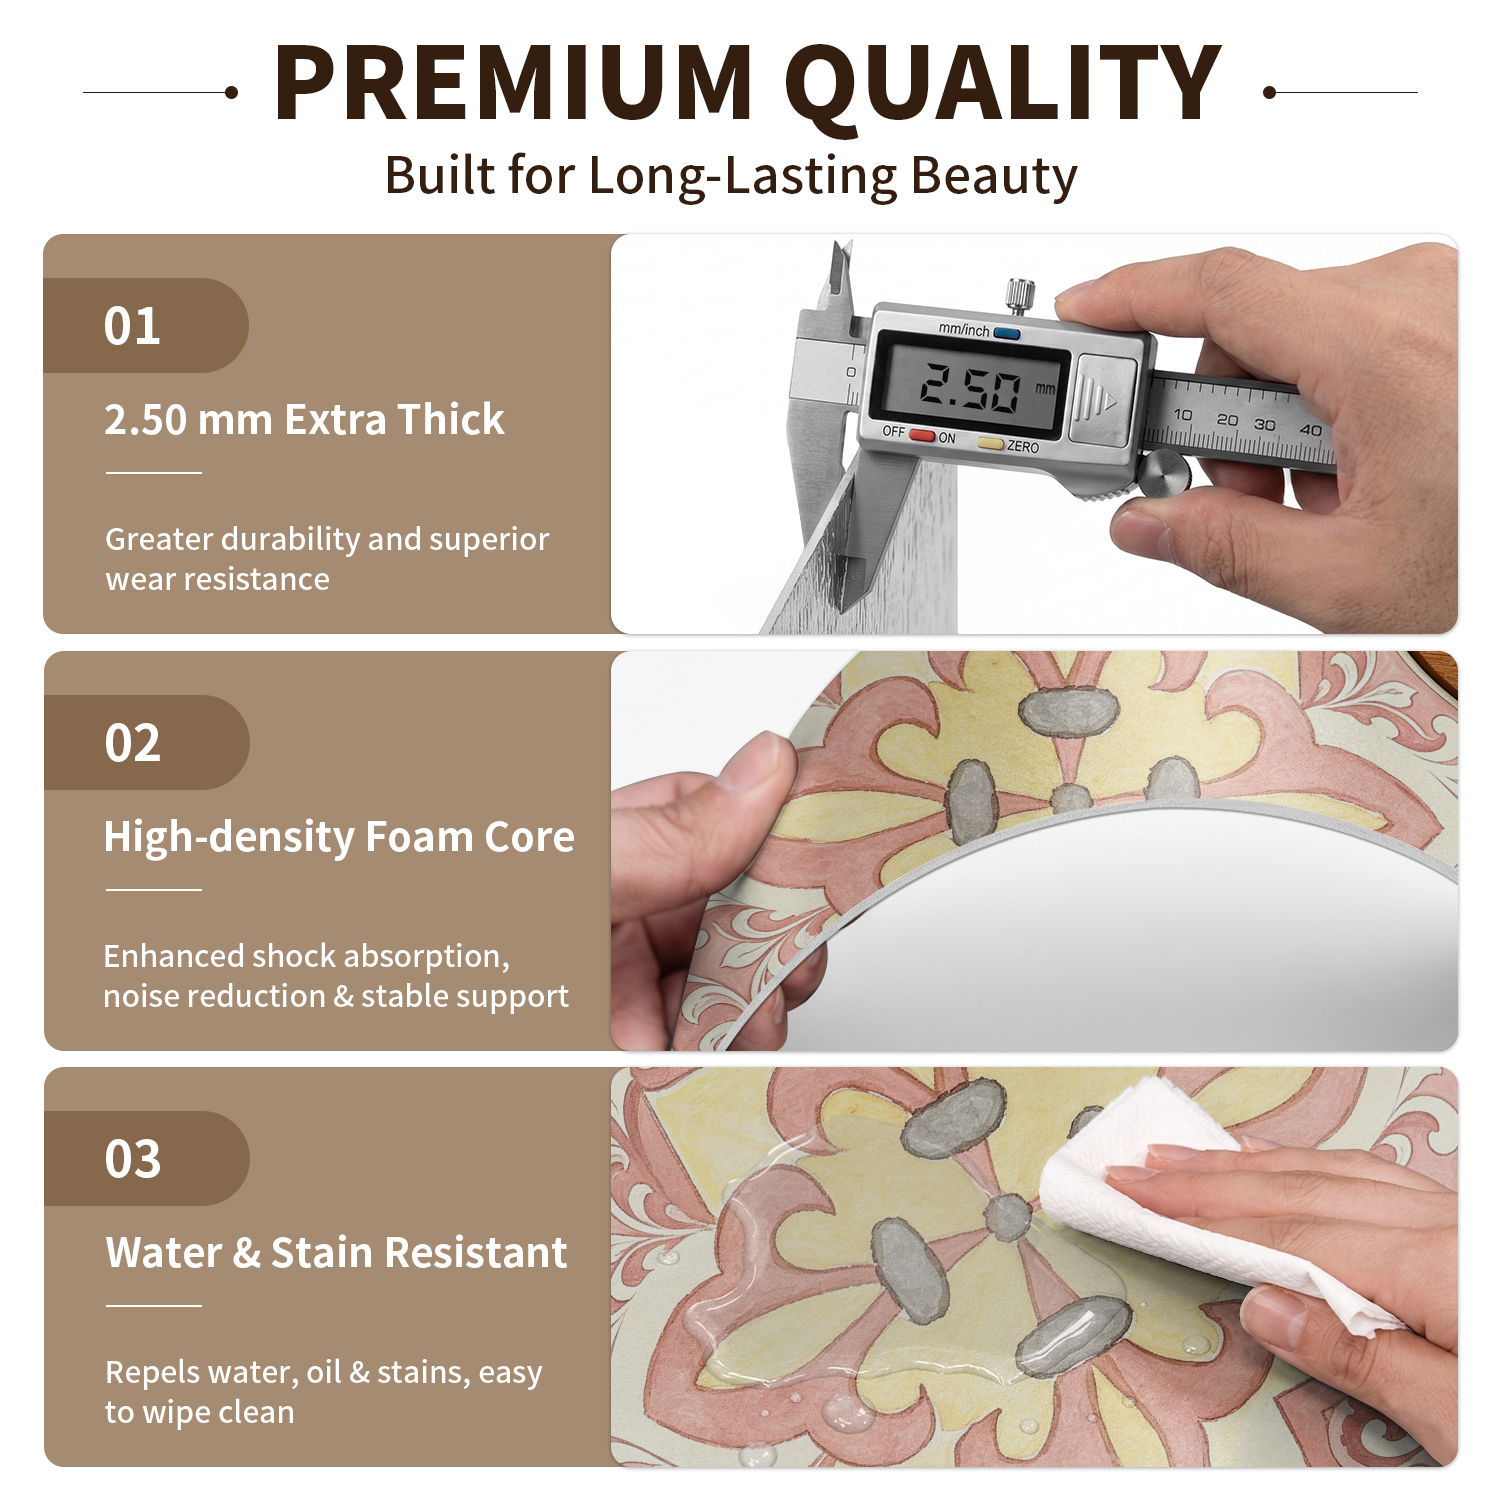 PREMIUM QUALITY
Built for Long-Lasting Beauty
01
2.50 mm Extra Thick
Greater durability and superior
wear resistance
mm/inch
0
2.50 mm
OFF ON ZERO
10 20 30 40
02
High-density Foam Core
Enhanced shock absorption,
noise reduction & stable support
03
Water & Stain Resistant
Repels water, oil & stains, easy
to wipe clean